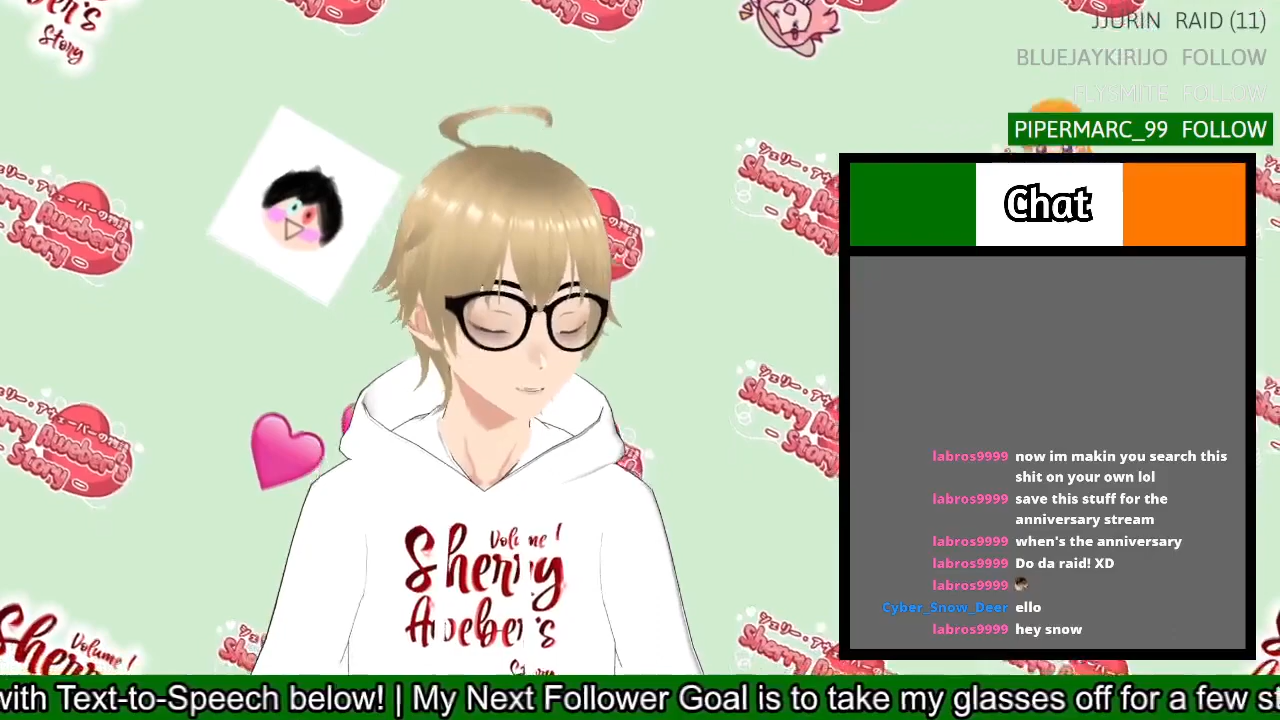 JJURIN RAID (11)
BLUEJAYKIRIJO FOLLOW
FLYSMITE FOLLOW
PIPERMARC_99 FOLLOW
Chat
labros9999 now im makin you search this
shit on your own lol
labros9999 save this stuff for the
anniversary stream
labros9999 when's the anniversary
labros9999 Do da raid! XD
labros9999
Cyber_Snow_Deer ello
labros9999 hey snow
Volume !
Sherry
Aweber's
Story
with Text-to-Speech below! | My Next Follower Goal is to take my glasses off for a few st